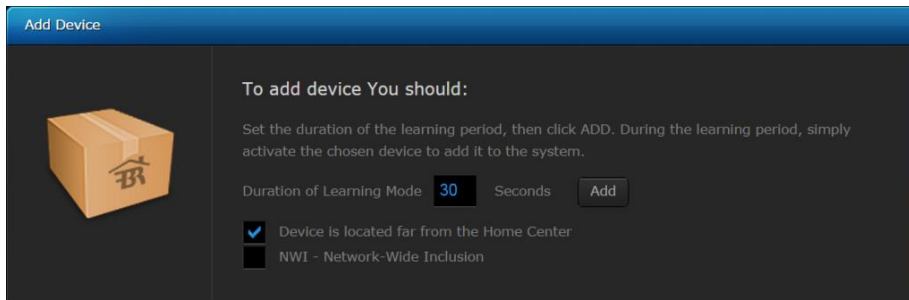 Add Device
To add device You should:
Set the duration of the learning period, then click ADD. During the learning period, simply
activate the chosen device to add it to the system.
Duration of Learning Mode 30 Seconds Add
Device is located far from the Home Center
NWI - Network-Wide Inclusion